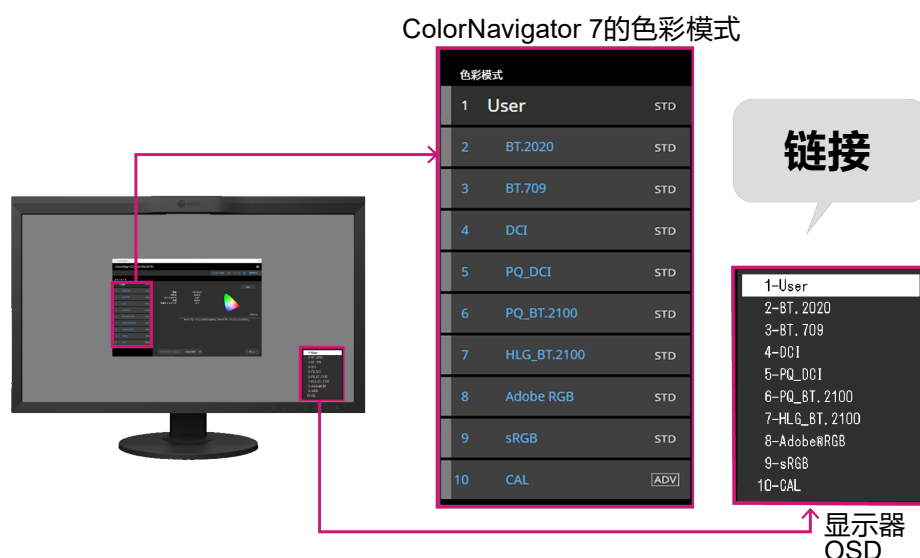 ColorNavigator 7的色彩模式
色彩模式
1 User STD
2 BT.2020 STD
3 BT.709 STD
4 DCI STD
5 PQ_DCI STD
6 PQ_BT.2100 STD
7 HLG_BT.2100 STD
8 Adobe RGB STD
9 sRGB STD
10 CAL ADV
链接
1-User
2-BT.2020
3-BT.709
4-DCI
5-PQ_DCI
6-PQ_BT.2100
7-HLG_BT.2100
8-Adobe®RGB
9-sRGB
10-CAL
显示器
OSD